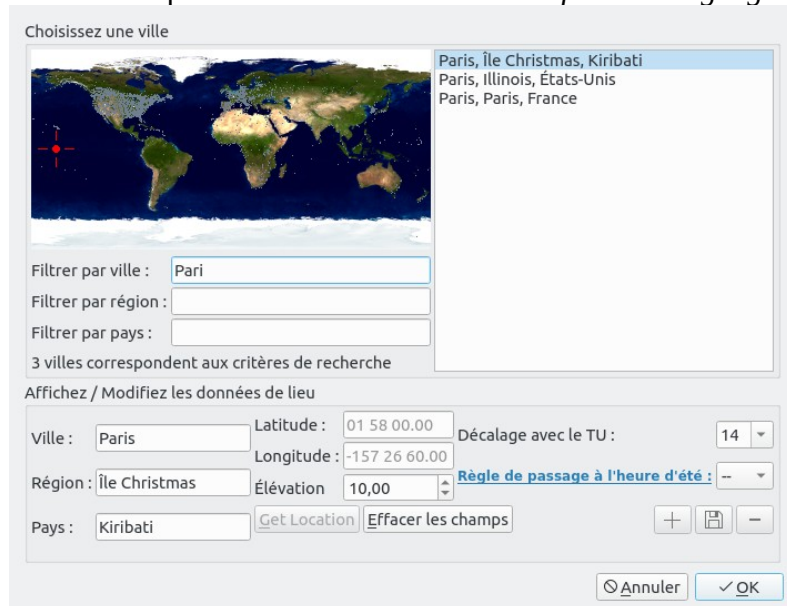 Choisissez une ville
Paris, Île Christmas, Kiribati
Paris, Illinois, États-Unis
Paris, Paris, France
Filtrer par ville : Pari
Filtrer par région :
Filtrer par pays :
3 villes correspondent aux critères de recherche
Affichez / Modifiez les données de lieu
Ville : Paris
Latitude : 01 58 00.00
Décalage avec le TU : 14
Longitude : -157 26 60.00
Région : Île Christmas
Élévation 10,00
Règle de passage à l'heure d'été : --
Pays : Kiribati
Get Location Effacer les champs
Annuler OK